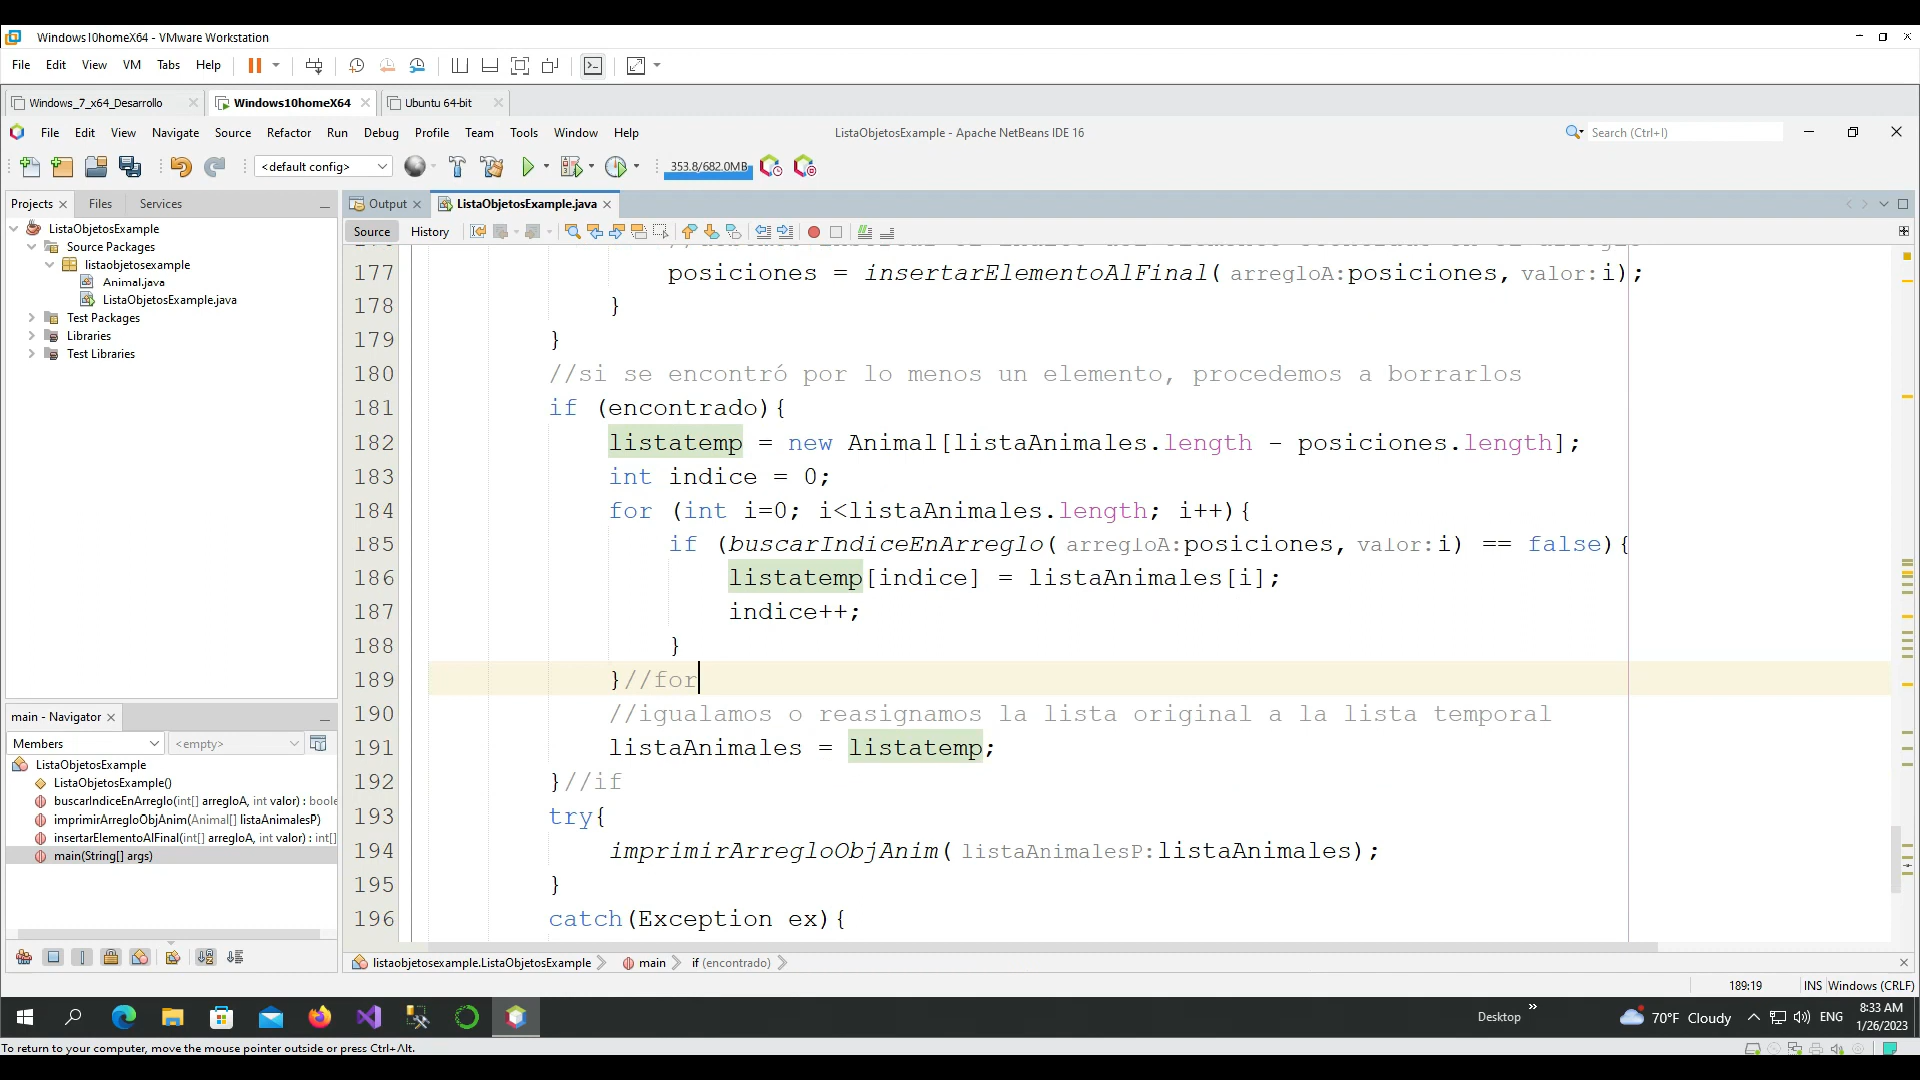 Windows10homeX64 - VMware Workstation
File Edit View VM Tabs Help
Windows_7_x64_Desarrollo Windows10homeX64 Ubuntu 64-bit
File Edit View Navigate Source Refactor Run Debug Profile Team Tools Window Help ListaObjetosExample - Apache NetBeans IDE 16 Search (Ctrl+I)
<default config> 353.8/682.0MB
Projects Files Services Output ListaObjetosExample.java
Source History
ListaObjetosExample
Source Packages
listaobjetosexample
Animal.java
ListaObjetosExample.java
Test Packages
Libraries
Test Libraries
177 posiciones = insertarElementoAlFinal( arregloA: posiciones, valor: i);
178 }
179 }
180 //si se encontró por lo menos un elemento, procedemos a borrarlos
181 if (encontrado){
182 listatemp = new Animal[listaAnimales.length - posiciones.length];
183 int indice = 0;
184 for (int i=0; i<listaAnimales.length; i++){
185 if (buscarIndiceEnArreglo( arregloA: posiciones, valor: i) == false){
186 listatemp[indice] = listaAnimales[i];
187 indice++;
188 }
189 }//for
190 //igualamos o reasignamos la lista original a la lista temporal
191 listaAnimales = listatemp;
192 }//if
193 try{
194 imprimirArregloObjAnim( listaAnimalesP: listaAnimales);
195 }
196 catch(Exception ex){
main - Navigator
Members <empty>
ListaObjetosExample
ListaObjetosExample()
buscarIndiceEnArreglo(int[] arregloA, int valor) : boole
imprimirArregloObjAnim(Animal[] listaAnimalesP)
insertarElementoAlFinal(int[] arregloA, int valor) : int[]
main(String[] args)
listaobjetosexample.ListaObjetosExample main if (encontrado)
189:19 INS Windows (CRLF)
Desktop 70°F Cloudy ENG 8:33 AM
1/26/2023
To return to your computer, move the mouse pointer outside or press Ctrl+Alt.